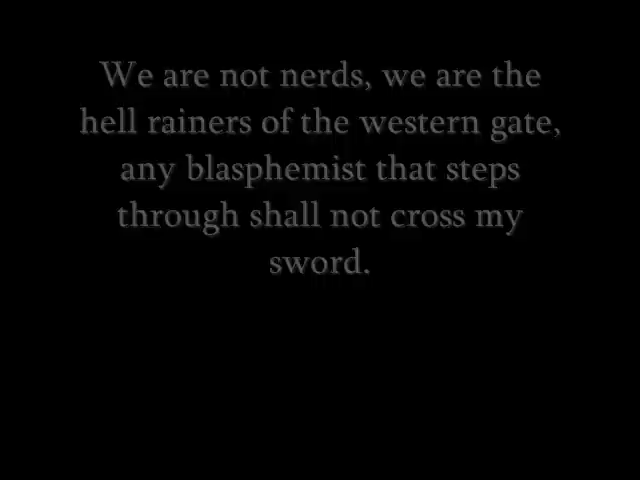 We are not nerds, we are the
hell rainers of the western gate,
any blasphemist that steps
through shall not cross my
sword.